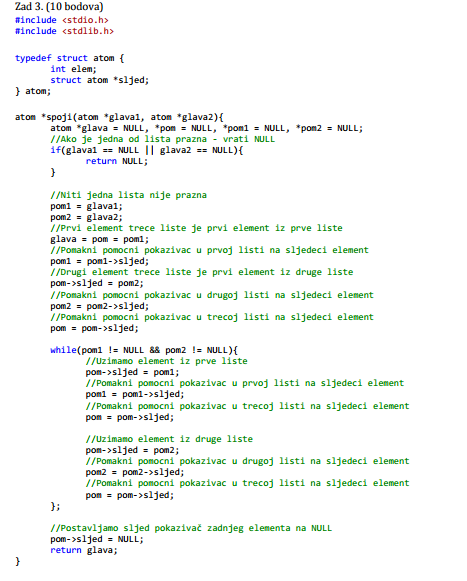 Zad 3. (10 bodova)
#include <stdio.h>
#include <stdlib.h>
typedef struct atom {
int elem;
struct atom *sljed;
} atom;
atom *spoji(atom *glava1, atom *glava2){
atom *glava = NULL, *pom = NULL, *pom1 = NULL, *pom2 = NULL;
//Ako je jedna od lista prazna - vrati NULL
if(glava1 == NULL || glava2 == NULL){
return NULL;
}
//Niti jedna lista nije prazna
pom1 = glava1;
pom2 = glava2;
//Prvi element trece liste je prvi element iz prve liste
glava = pom = pom1;
//Pomakni pomocni pokazivac u prvoj listi na sljedeci element
pom1 = pom1->sljed;
//Drugi element trece liste je prvi element iz druge liste
pom->sljed = pom2;
//Pomakni pomocni pokazivac u drugoj listi na sljedeci element
pom2 = pom2->sljed;
//Pomakni pomocni pokazivac u trecoj listi na sljedeci element
pom = pom->sljed;
while(pom1 != NULL && pom2 != NULL){
//Uzimamo element iz prve liste
pom->sljed = pom1;
//Pomakni pomocni pokazivac u prvoj listi na sljedeci element
pom1 = pom1->sljed;
//Pomakni pomocni pokazivac u trecoj listi na sljedeci element
pom = pom->sljed;
//Uzimamo element iz druge liste
pom->sljed = pom2;
//Pomakni pomocni pokazivac u drugoj listi na sljedeci element
pom2 = pom2->sljed;
//Pomakni pomocni pokazivac u trecoj listi na sljedeci element
pom = pom->sljed;
};
//Postavljamo sljed pokazivač zadnjeg elementa na NULL
pom->sljed = NULL;
return glava;
}